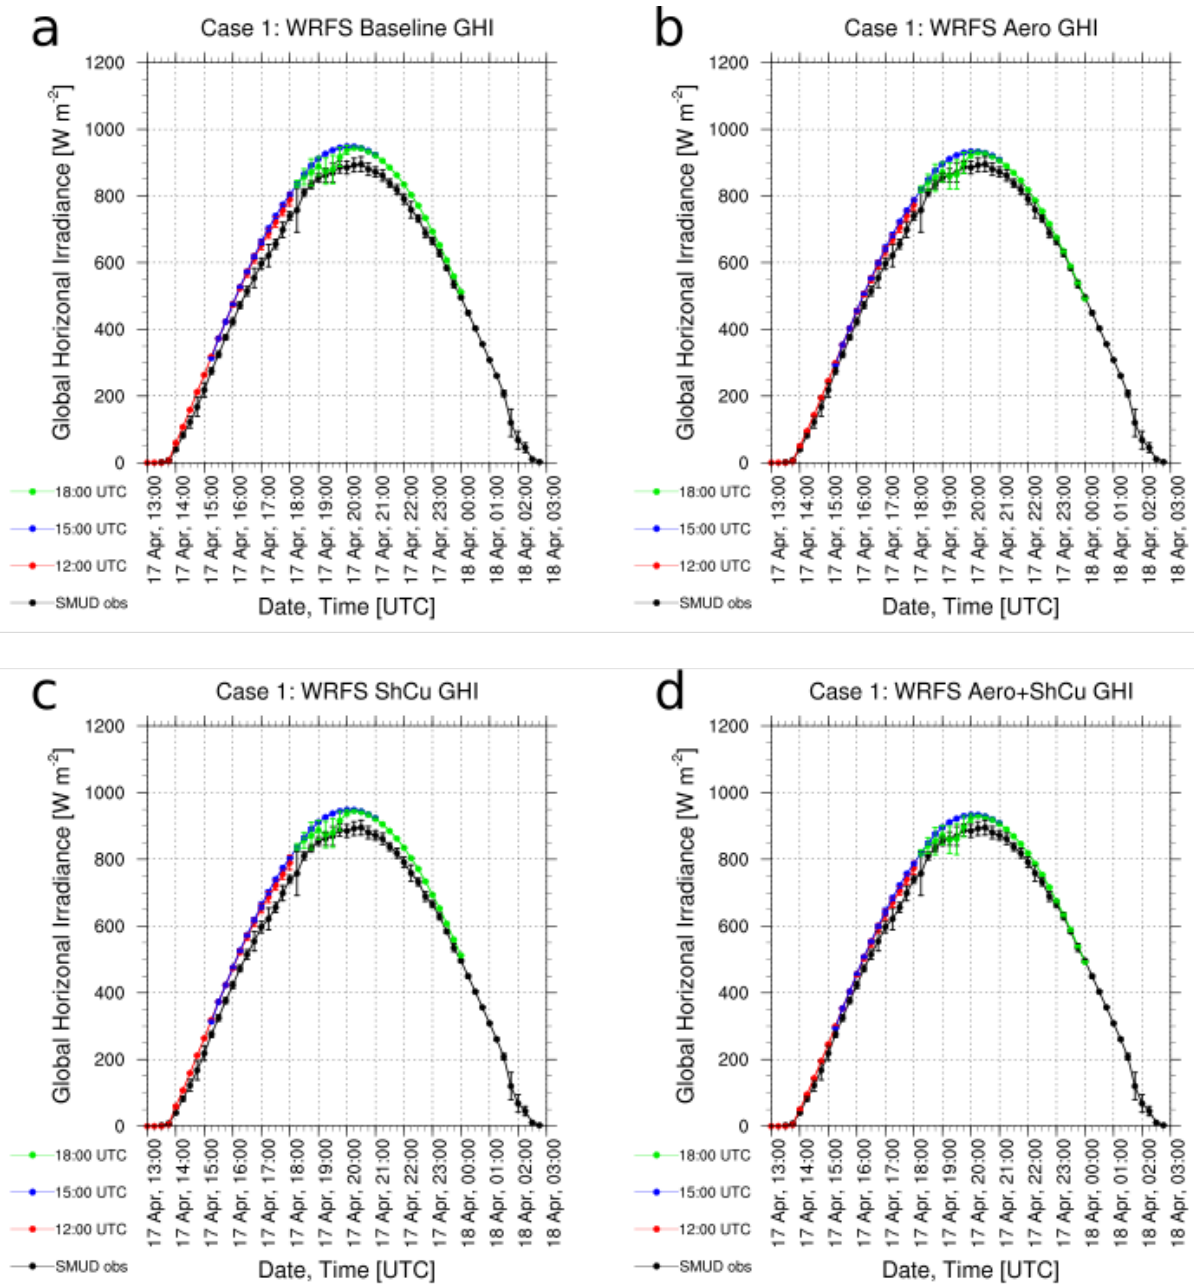 a
Case 1: WRFS Baseline GHI
Global Horizonal Irradiance [W m-2]
1200
1000
800
600
400
200
0
17 Apr, 13:00
17 Apr, 14:00
17 Apr, 15:00
17 Apr, 16:00
17 Apr, 17:00
17 Apr, 18:00
17 Apr, 19:00
17 Apr, 20:00
17 Apr, 21:00
17 Apr, 22:00
17 Apr, 23:00
18 Apr, 00:00
18 Apr, 01:00
18 Apr, 02:00
18 Apr, 03:00
18:00 UTC
15:00 UTC
12:00 UTC
SMUD obs
Date, Time [UTC]
b
Case 1: WRFS Aero GHI
Global Horizonal Irradiance [W m-2]
1200
1000
800
600
400
200
0
17 Apr, 13:00
17 Apr, 14:00
17 Apr, 15:00
17 Apr, 16:00
17 Apr, 17:00
17 Apr, 18:00
17 Apr, 19:00
17 Apr, 20:00
17 Apr, 21:00
17 Apr, 22:00
17 Apr, 23:00
18 Apr, 00:00
18 Apr, 01:00
18 Apr, 02:00
18 Apr, 03:00
18:00 UTC
15:00 UTC
12:00 UTC
SMUD obs
Date, Time [UTC]
c
Case 1: WRFS ShCu GHI
Global Horizonal Irradiance [W m-2]
1200
1000
800
600
400
200
0
17 Apr, 13:00
17 Apr, 14:00
17 Apr, 15:00
17 Apr, 16:00
17 Apr, 17:00
17 Apr, 18:00
17 Apr, 19:00
17 Apr, 20:00
17 Apr, 21:00
17 Apr, 22:00
17 Apr, 23:00
18 Apr, 00:00
18 Apr, 01:00
18 Apr, 02:00
18 Apr, 03:00
18:00 UTC
15:00 UTC
12:00 UTC
SMUD obs
Date, Time [UTC]
d
Case 1: WRFS Aero+ShCu GHI
Global Horizonal Irradiance [W m-2]
1200
1000
800
600
400
200
0
17 Apr, 13:00
17 Apr, 14:00
17 Apr, 15:00
17 Apr, 16:00
17 Apr, 17:00
17 Apr, 18:00
17 Apr, 19:00
17 Apr, 20:00
17 Apr, 21:00
17 Apr, 22:00
17 Apr, 23:00
18 Apr, 00:00
18 Apr, 01:00
18 Apr, 02:00
18 Apr, 03:00
18:00 UTC
15:00 UTC
12:00 UTC
SMUD obs
Date, Time [UTC]